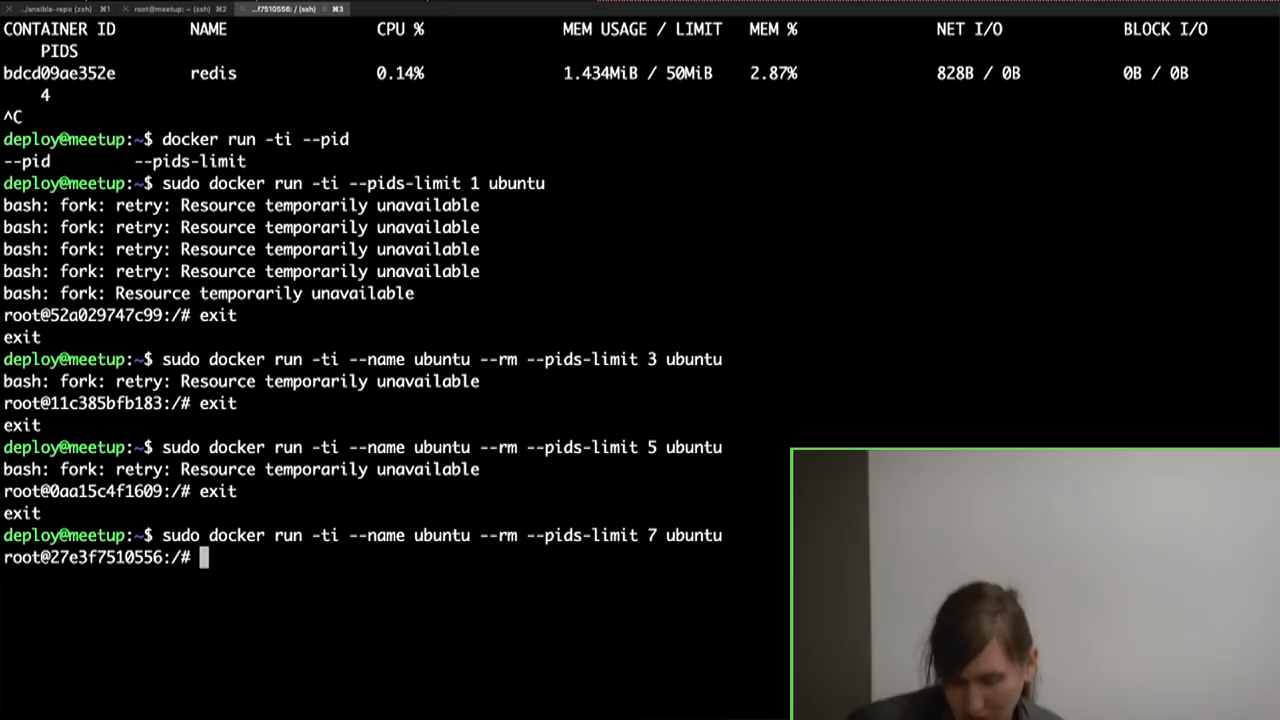 ../ansible-repo (zsh) ⌘1 root@meetup: ~ (ssh) ⌘2 ...f7510556: / (ssh) ⌘3
CONTAINER ID NAME CPU % MEM USAGE / LIMIT MEM % NET I/O BLOCK I/O
PIDS
bdcd09ae352e redis 0.14% 1.434MiB / 50MiB 2.87% 828B / 0B 0B / 0B
4
^C
deploy@meetup:~$ docker run -ti --pid
--pid --pids-limit
deploy@meetup:~$ sudo docker run -ti --pids-limit 1 ubuntu
bash: fork: retry: Resource temporarily unavailable
bash: fork: retry: Resource temporarily unavailable
bash: fork: retry: Resource temporarily unavailable
bash: fork: retry: Resource temporarily unavailable
bash: fork: Resource temporarily unavailable
root@52a029747c99:/# exit
exit
deploy@meetup:~$ sudo docker run -ti --name ubuntu --rm --pids-limit 3 ubuntu
bash: fork: retry: Resource temporarily unavailable
root@11c385bfb183:/# exit
exit
deploy@meetup:~$ sudo docker run -ti --name ubuntu --rm --pids-limit 5 ubuntu
bash: fork: retry: Resource temporarily unavailable
root@0aa15c4f1609:/# exit
exit
deploy@meetup:~$ sudo docker run -ti --name ubuntu --rm --pids-limit 7 ubuntu
root@27e3f7510556:/#